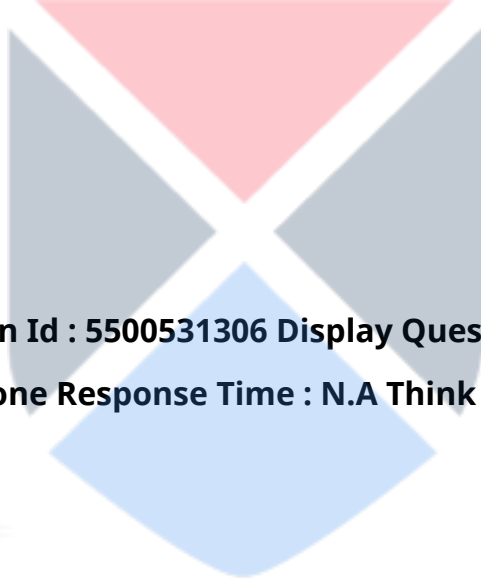 n Id : 5500531306 Display Ques
one Response Time : N.A Think